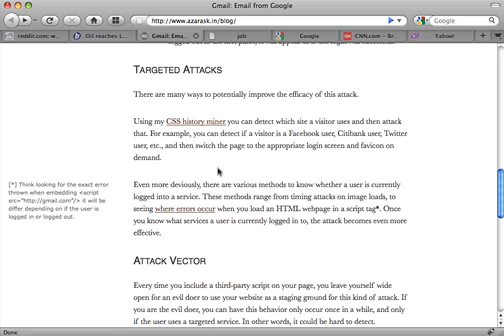 Gmail: Email from Google
http://www.azarask.in/blog/
Google
reddit.com: w...
Oil reaches L...
Gmail: Em...
Google
CNN.com - Br...
Yahoo!
TARGETED ATTACKS
There are many ways to potentially improve the efficacy of this attack.
Using my CSS history miner you can detect which site a visitor uses and then attack
that. For example, you can detect if a visitor is a Facebook user, Citibank user, Twitter
user, etc., and then switch the page to the appropriate login screen and favicon on
demand.
[*] Think looking for the exact error
thrown when embedding <script
src="http://gmail.com"/> it will be
differ depending on if the user is
logged in or logged out.
Even more deviously, there are various methods to know whether a user is currently
logged into a service. These methods range from timing attacks on image loads, to
seeing where errors occur when you load an HTML webpage in a script tag*. Once
you know what services a user is currently logged in to, the attack becomes even more
effective.
ATTACK VECTOR
Every time you include a third-party script on your page, you leave yourself wide
open for an evil doer to use your website as a staging ground for this kind of attack. If
you are the evil doer, you can have this behavior only occur once in a while, and
only if the user uses a targeted service. In other words, it could be hard to detect.
Done